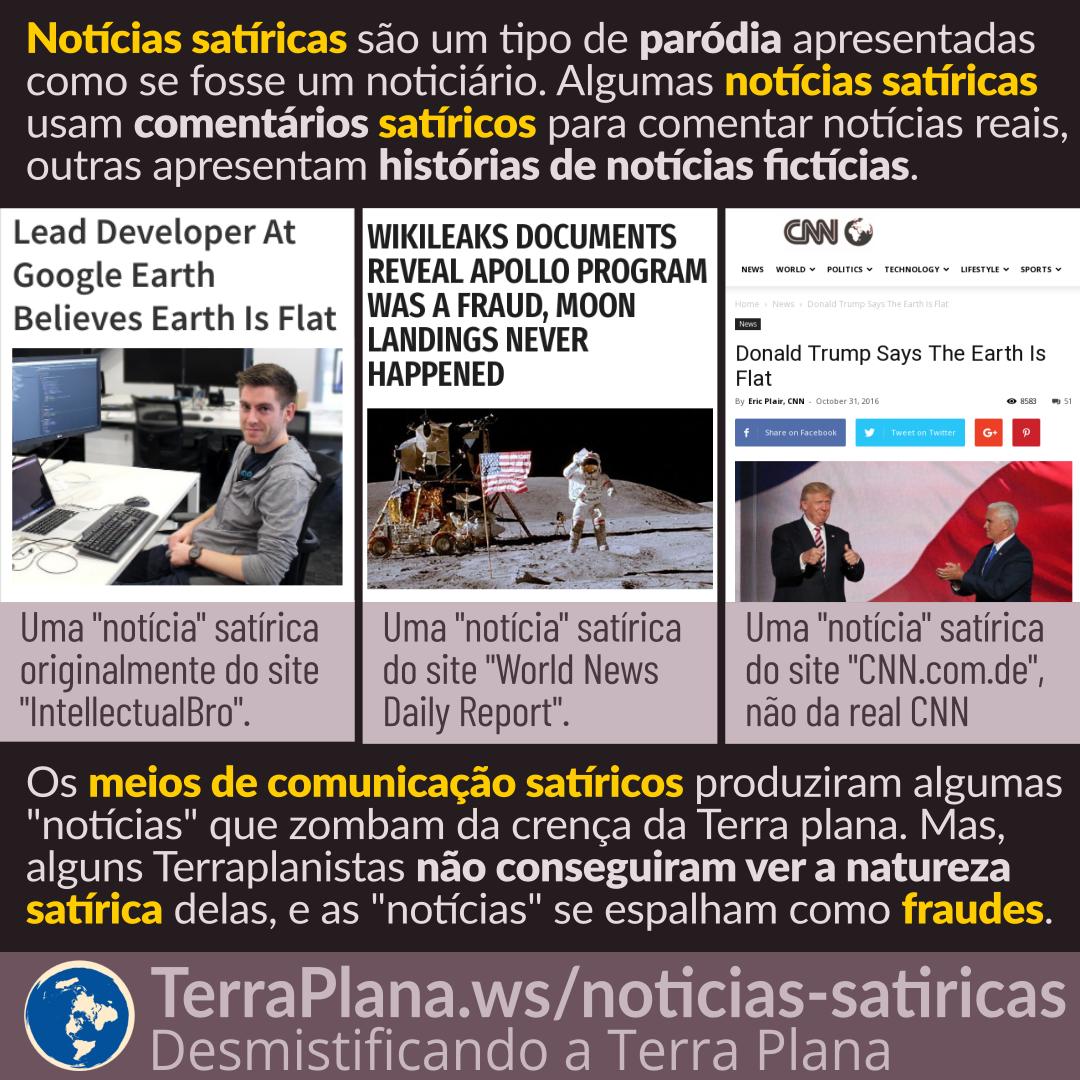 Notícias satíricas são um tipo de paródia apresentadas
como se fosse um noticiário. Algumas notícias satíricas
usam comentários satíricos para comentar notícias reais,
outras apresentam histórias de notícias fictícias.
Lead Developer At
Google Earth
Believes Earth Is Flat
Uma "notícia" satírica
originalmente do site
"IntellectualBro".
WIKILEAKS DOCUMENTS
REVEAL APOLLO PROGRAM
WAS A FRAUD, MOON
LANDINGS NEVER
HAPPENED
Uma "notícia" satírica
do site "World News
Daily Report".
CNN
NEWS WORLD POLITICS TECHNOLOGY LIFESTYLE SPORTS
Home › News › Donald Trump Says The Earth Is Flat
News
Donald Trump Says The Earth Is
Flat
By Eric Plair, CNN - October 31, 2016 8583 51
Share on Facebook Tweet on Twitter G+
Uma "notícia" satírica
do site "CNN.com.de",
não da real CNN
Os meios de comunicação satíricos produziram algumas
"notícias" que zombam da crença da Terra plana. Mas,
alguns Terraplanistas não conseguiram ver a natureza
satírica delas, e as "notícias" se espalham como fraudes.
TerraPlana.ws/noticias-satiricas
Desmistificando a Terra Plana